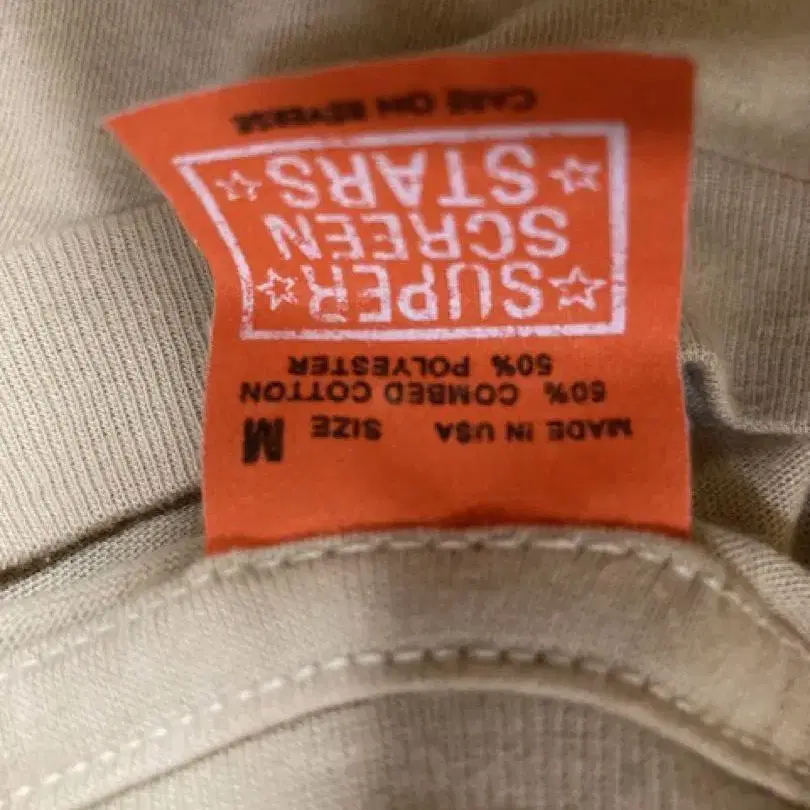 MADE IN USA SIZE M
50% COMBED COTTON
50% POLYESTER
☆SUPER☆
SCREEN
☆STARS☆
CARE ON REVERSE